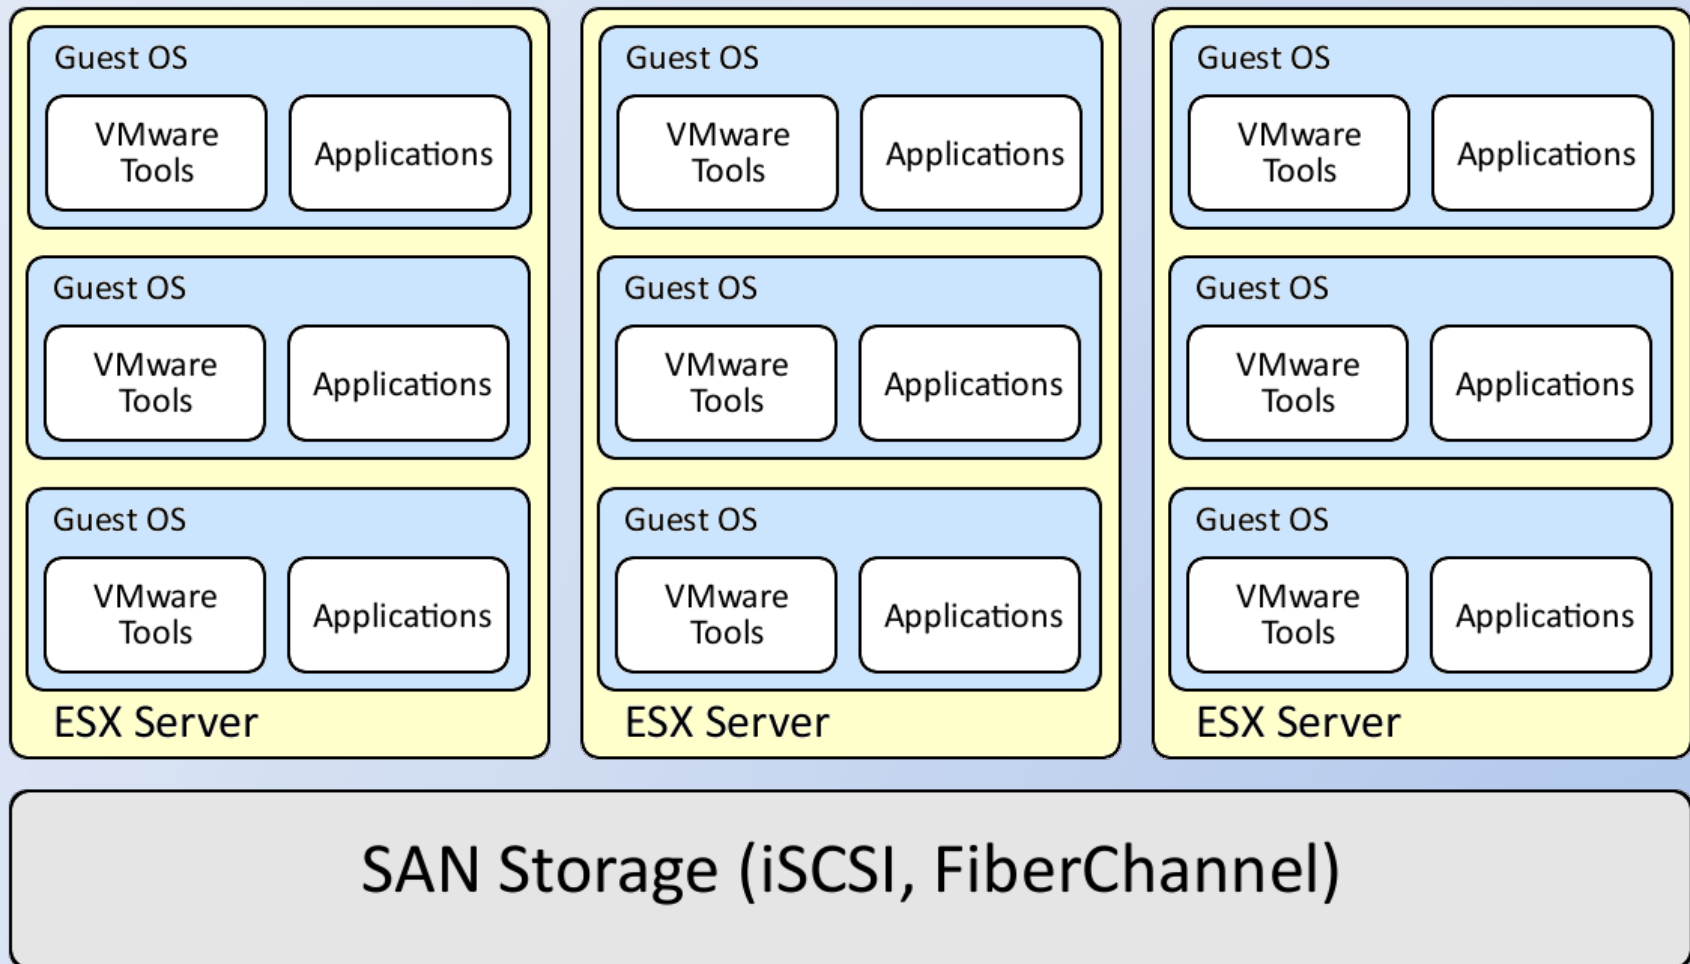 Guest OS
VMware
Tools
Applications
Guest OS
VMware
Tools
Applications
Guest OS
VMware
Tools
Applications
ESX Server
Guest OS
VMware
Tools
Applications
Guest OS
VMware
Tools
Applications
Guest OS
VMware
Tools
Applications
ESX Server
Guest OS
VMware
Tools
Applications
Guest OS
VMware
Tools
Applications
Guest OS
VMware
Tools
Applications
ESX Server
SAN Storage (iSCSI, FiberChannel)